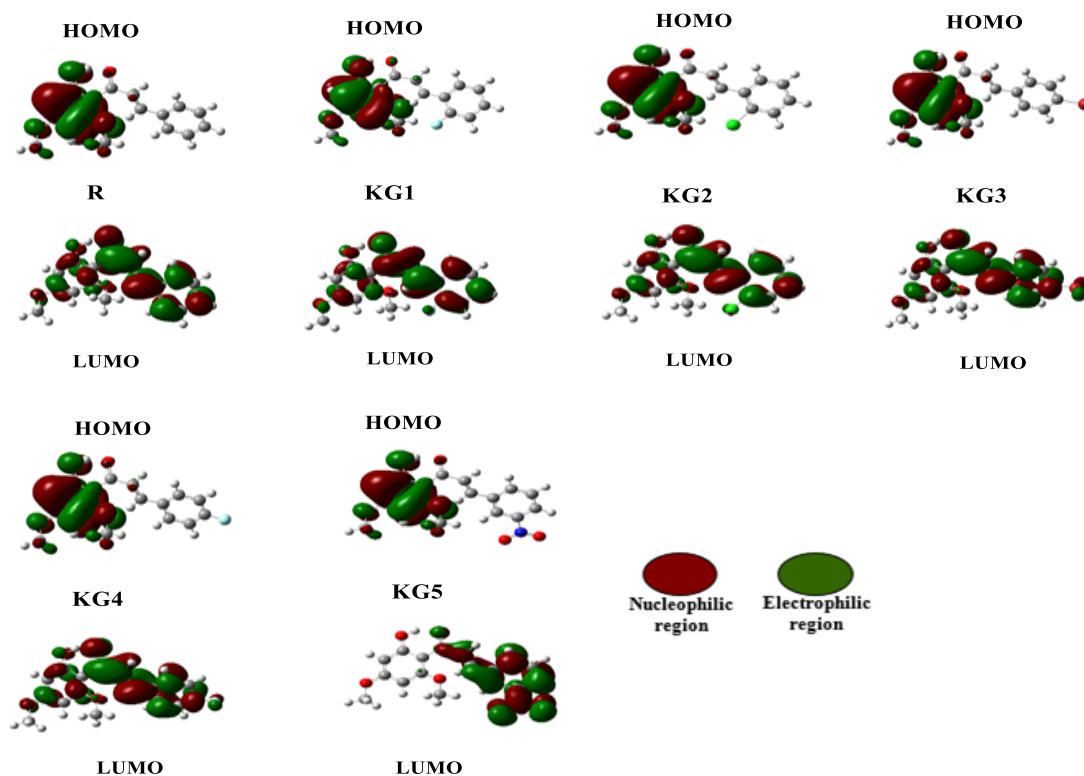 HOMO HOMO HOMO HOMO
R KG1 KG2 KG3
LUMO LUMO LUMO LUMO
HOMO HOMO
KG4 KG5
Nucleophilic region
Electrophilic region
LUMO LUMO